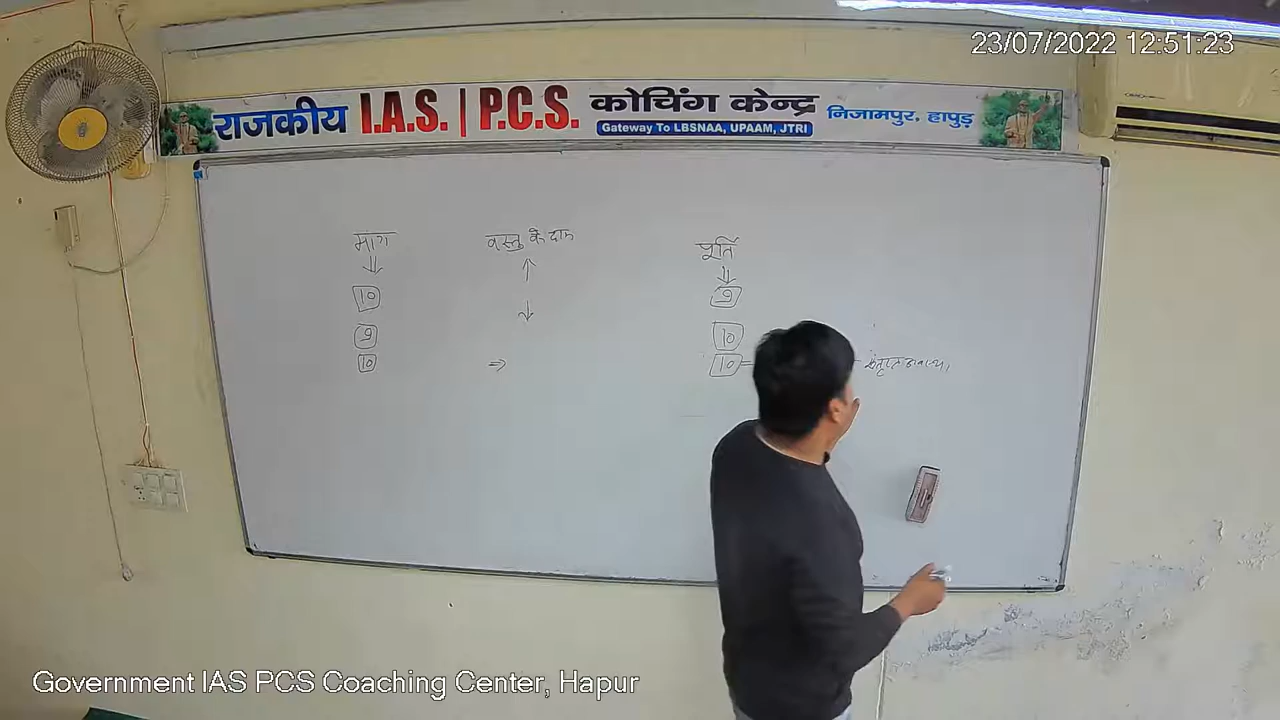 23/07/2022 12:51:23
राजकीय I.A.S. | P.C.S. कोचिंग केन्द्र निजामपुर, हापुड़
Gateway To LBSNAA, UPAAM, JTRI
मांग वस्तु के दाम पूर्ति
⇓ ↑ ⇓
10 9
↓
9 10
10 ⇒ 10 =
Government IAS PCS Coaching Center, Hapur